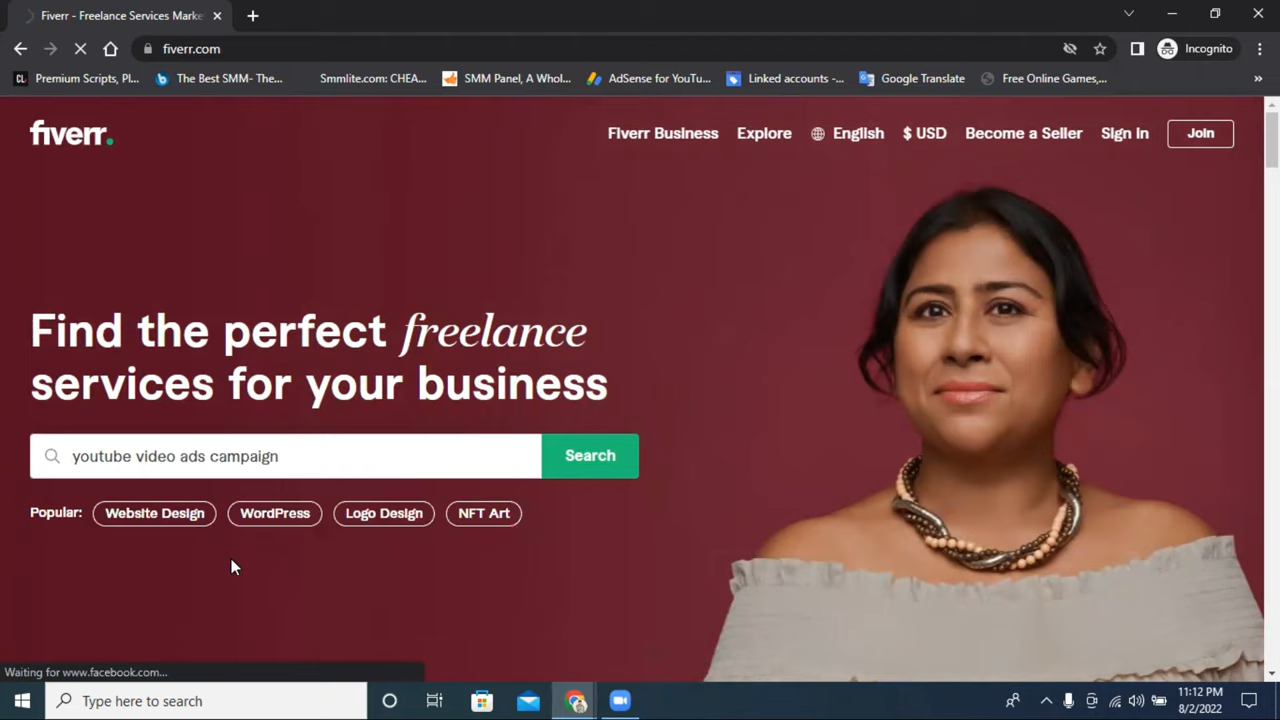 Fiverr - Freelance Services Marke
fiverr.com
Incognito
CL Premium Scripts, Pl...
The Best SMM- The...
Smmlite.com: CHEA...
SMM Panel, A Whol...
AdSense for YouTu...
Linked accounts -...
Google Translate
Free Online Games,...
»
fiverr.
Fiverr Business
Explore
English
$ USD
Become a Seller
Sign In
Join
Find the perfect freelance
services for your business
youtube video ads campaign
Search
Popular:
Website Design
WordPress
Logo Design
NFT Art
Waiting for www.facebook.com...
Type here to search
11:12 PM
8/2/2022